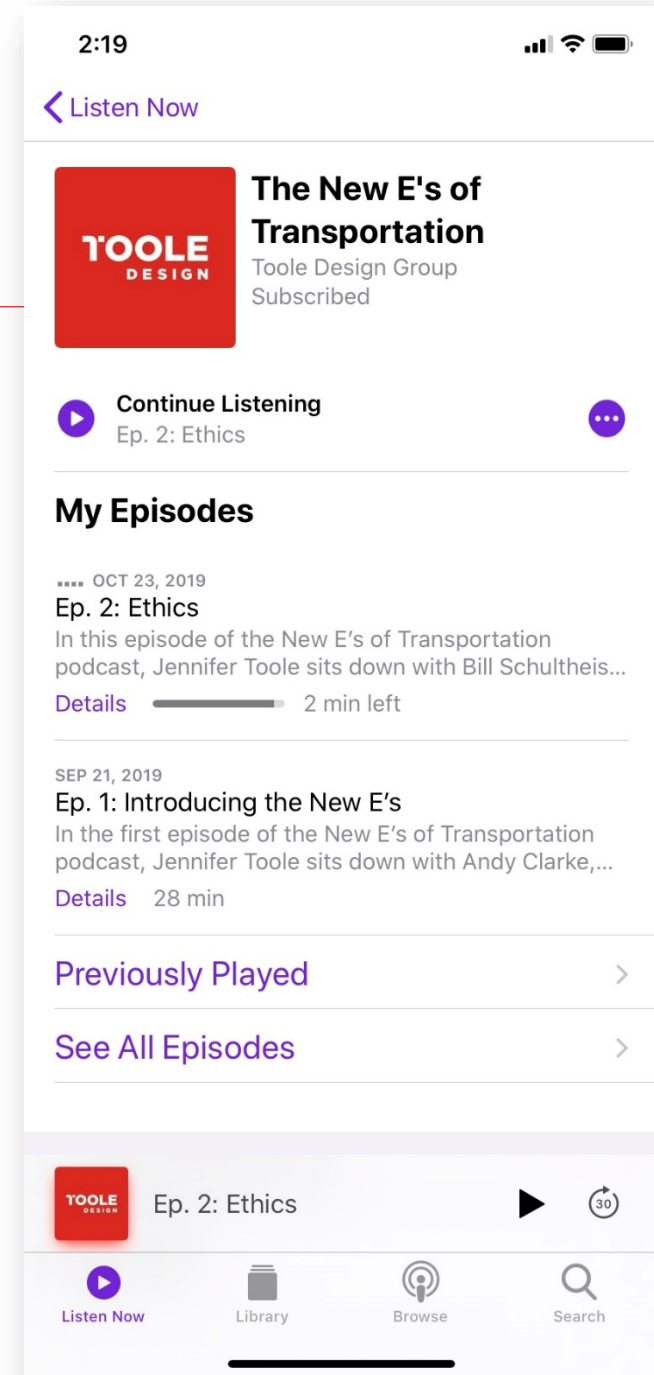 2:19
Listen Now
TOOLE
DESIGN
The New E's of
Transportation
Toole Design Group
Subscribed
Continue Listening
Ep. 2: Ethics
My Episodes
OCT 23, 2019
Ep. 2: Ethics
In this episode of the New E’s of Transportation
podcast, Jennifer Toole sits down with Bill Schultheis...
Details 2 min left
SEP 21, 2019
Ep. 1: Introducing the New E’s
In the first episode of the New E’s of Transportation
podcast, Jennifer Toole sits down with Andy Clarke,...
Details 28 min
Previously Played
See All Episodes
TOOLE
DESIGN
Ep. 2: Ethics
30
Listen Now Library Browse Search